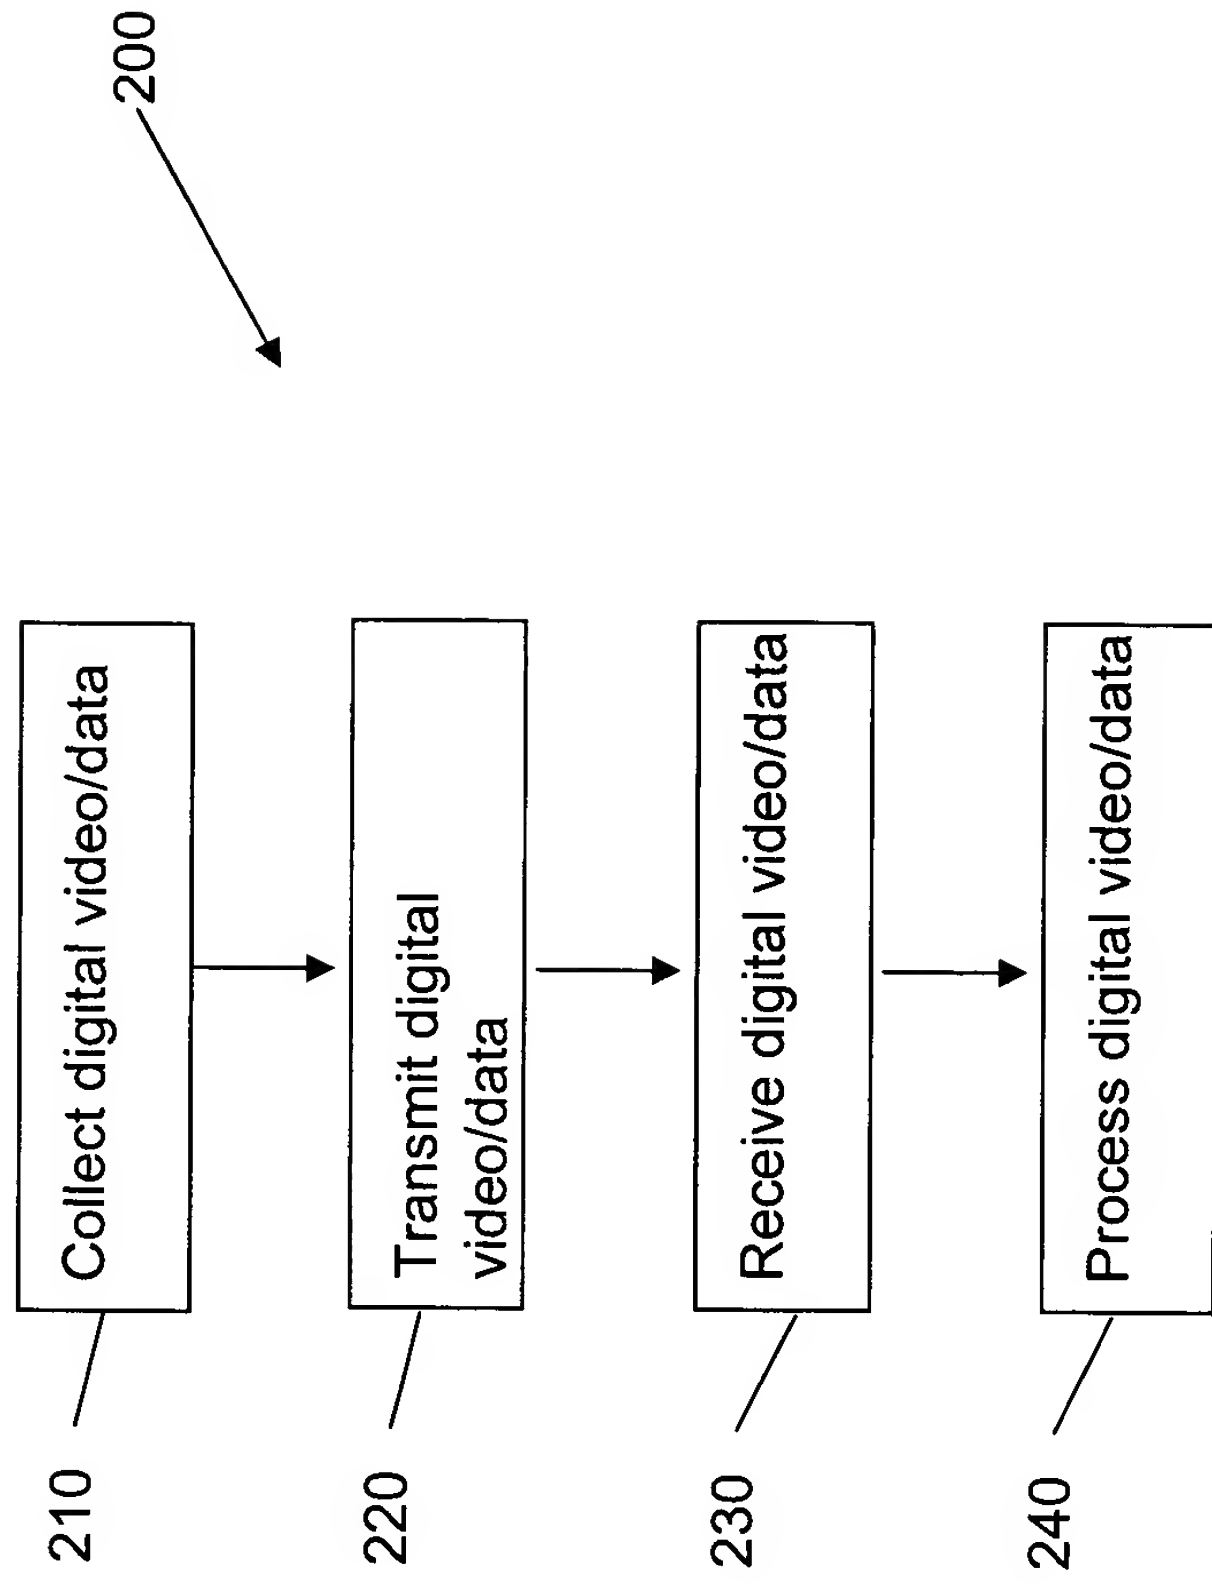 200
210
Collect digital video/data
220
Transmit digital
video/data
230
Receive digital video/data
240
Process digital video/data